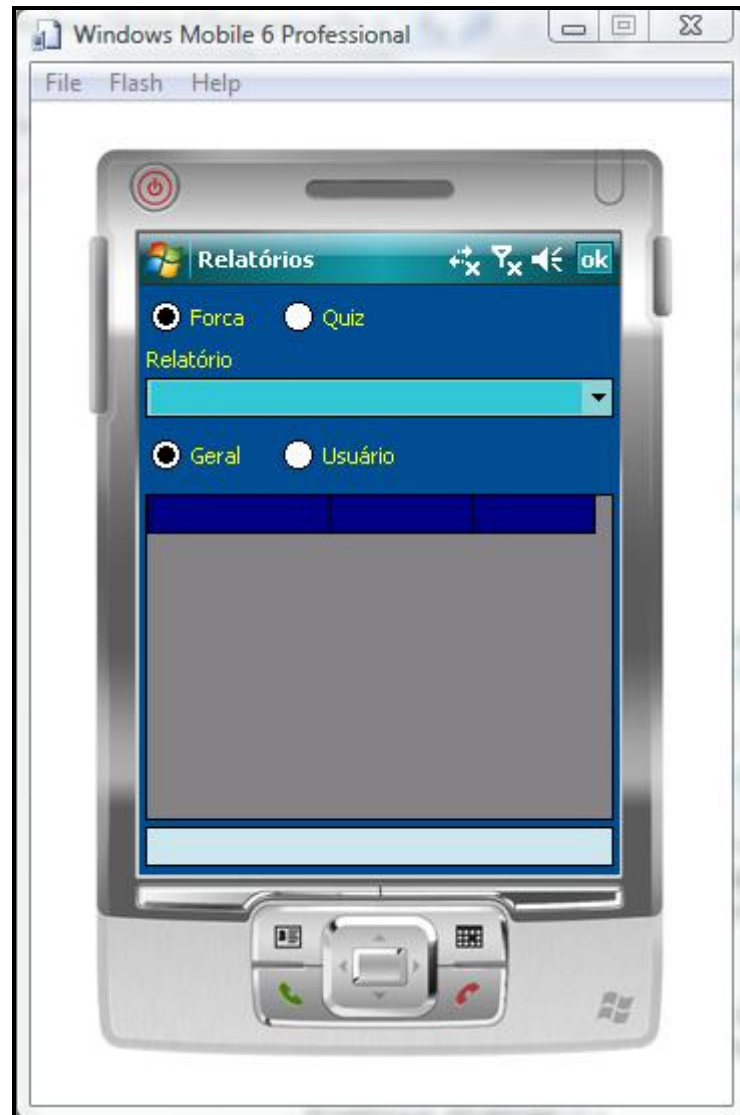 Windows Mobile 6 Professional
File Flash Help
Relatórios ok
Forca Quiz
Relatório
Geral Usuário